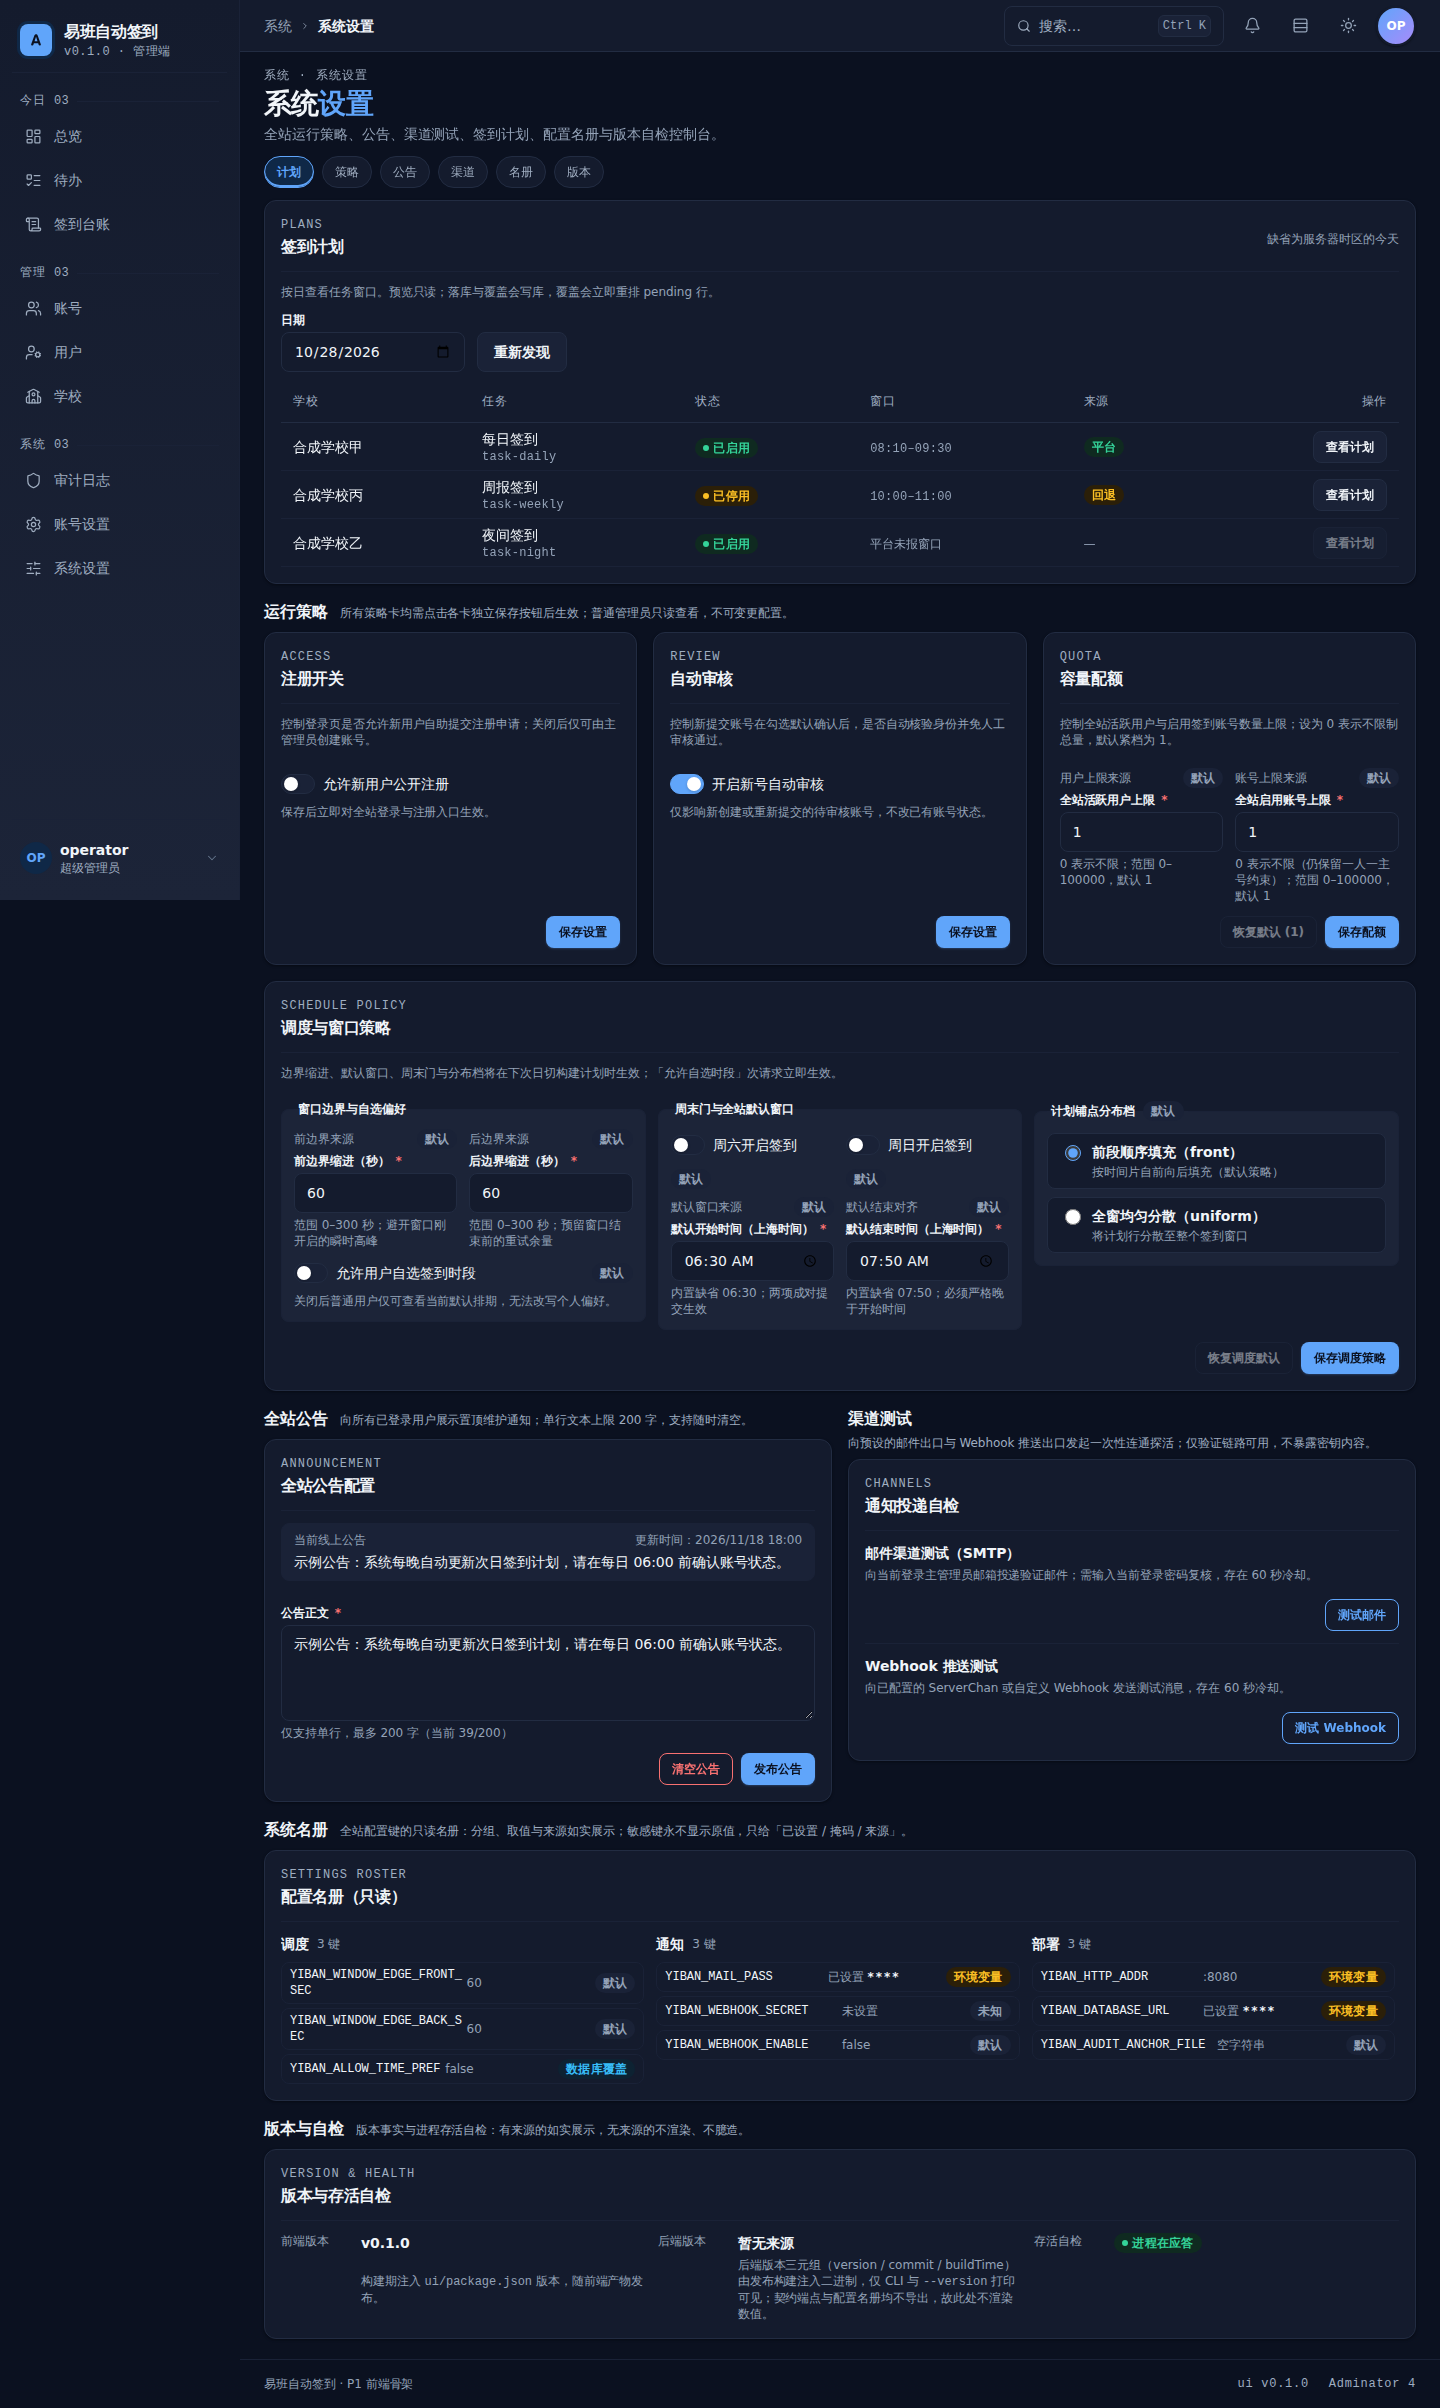 A
易班自动签到
v0.1.0 · 管理端
今日 03
总览
待办
签到台账
管理 03
账号
用户
学校
系统 03
审计日志
账号设置
系统设置
OP
operator
超级管理员
系统 › 系统设置
搜索… Ctrl K
OP
系统 · 系统设置
系统设置
全站运行策略、公告、渠道测试、签到计划、配置名册与版本自检控制台。
计划 策略 公告 渠道 名册 版本
PLANS
签到计划
缺省为服务器时区的今天
按日查看任务窗口。预览只读；落库与覆盖会写库，覆盖会立即重排 pending 行。
日期
10/28/2026 重新发现
学校 任务 状态 窗口 来源 操作
合成学校甲 每日签到 已启用 08:10–09:30 平台 查看计划
task-daily
合成学校丙 周报签到 已停用 10:00–11:00 回退 查看计划
task-weekly
合成学校乙 夜间签到 已启用 平台未报窗口 — 查看计划
task-night
运行策略 所有策略卡均需点击各卡独立保存按钮后生效；普通管理员只读查看，不可变更配置。
ACCESS
注册开关
控制登录页是否允许新用户自助提交注册申请；关闭后仅可由主
管理员创建账号。
允许新用户公开注册
保存后立即对全站登录与注册入口生效。
保存设置
REVIEW
自动审核
控制新提交账号在勾选默认确认后，是否自动核验身份并免人工
审核通过。
开启新号自动审核
仅影响新创建或重新提交的待审核账号，不改已有账号状态。
保存设置
QUOTA
容量配额
控制全站活跃用户与启用签到账号数量上限；设为 0 表示不限制
总量，默认紧档为 1。
用户上限来源 默认 账号上限来源 默认
全站活跃用户上限 * 全站启用账号上限 *
1 1
0 表示不限；范围 0–
100000，默认 1
0 表示不限（仍保留一人一主
号约束）；范围 0–100000，
默认 1
恢复默认 (1) 保存配额
SCHEDULE POLICY
调度与窗口策略
边界缩进、默认窗口、周末门与分布档将在下次日切构建计划时生效；「允许自选时段」次请求立即生效。
窗口边界与自选偏好
前边界来源 默认 后边界来源 默认
前边界缩进（秒） * 后边界缩进（秒） *
60 60
范围 0–300 秒；避开窗口刚
开启的瞬时高峰
范围 0–300 秒；预留窗口结
束前的重试余量
允许用户自选签到时段 默认
关闭后普通用户仅可查看当前默认排期，无法改写个人偏好。
周末门与全站默认窗口
周六开启签到 周日开启签到
默认 默认
默认窗口来源 默认 默认结束对齐 默认
默认开始时间（上海时间） * 默认结束时间（上海时间） *
06:30 AM 07:50 AM
内置缺省 06:30；两项成对提
交生效
内置缺省 07:50；必须严格晚
于开始时间
计划铺点分布档 默认
前段顺序填充（front）
按时间片自前向后填充（默认策略）
全窗均匀分散（uniform）
将计划行分散至整个签到窗口
恢复调度默认 保存调度策略
全站公告 向所有已登录用户展示置顶维护通知；单行文本上限 200 字，支持随时清空。
ANNOUNCEMENT
全站公告配置
当前线上公告 更新时间：2026/11/18 18:00
示例公告：系统每晚自动更新次日签到计划，请在每日 06:00 前确认账号状态。
公告正文 *
示例公告：系统每晚自动更新次日签到计划，请在每日 06:00 前确认账号状态。
仅支持单行，最多 200 字（当前 39/200）
清空公告 发布公告
渠道测试
向预设的邮件出口与 Webhook 推送出口发起一次性连通探活；仅验证链路可用，不暴露密钥内容。
CHANNELS
通知投递自检
邮件渠道测试（SMTP）
向当前登录主管理员邮箱投递验证邮件；需输入当前登录密码复核，存在 60 秒冷却。
测试邮件
Webhook 推送测试
向已配置的 ServerChan 或自定义 Webhook 发送测试消息，存在 60 秒冷却。
测试 Webhook
系统名册 全站配置键的只读名册：分组、取值与来源如实展示；敏感键永不显示原值，只给「已设置 / 掩码 / 来源」。
SETTINGS ROSTER
配置名册（只读）
调度 3 键
YIBAN_WINDOW_EDGE_FRONT_
SEC 60 默认
YIBAN_WINDOW_EDGE_BACK_S
EC 60 默认
YIBAN_ALLOW_TIME_PREF false 数据库覆盖
通知 3 键
YIBAN_MAIL_PASS 已设置 **** 环境变量
YIBAN_WEBHOOK_SECRET 未设置 未知
YIBAN_WEBHOOK_ENABLE false 默认
部署 3 键
YIBAN_HTTP_ADDR :8080 环境变量
YIBAN_DATABASE_URL 已设置 **** 环境变量
YIBAN_AUDIT_ANCHOR_FILE 空字符串 默认
版本与自检 版本事实与进程存活自检：有来源的如实展示，无来源的不渲染、不臆造。
VERSION & HEALTH
版本与存活自检
前端版本 v0.1.0
构建期注入 ui/package.json 版本，随前端产物发
布。
后端版本 暂无来源
后端版本三元组（version / commit / buildTime）
由发布构建注入二进制，仅 CLI 与 --version 打印
可见；契约端点与配置名册均不导出，故此处不渲染
数值。
存活自检 进程在应答
易班自动签到 · P1 前端骨架
ui v0.1.0 Adminator 4